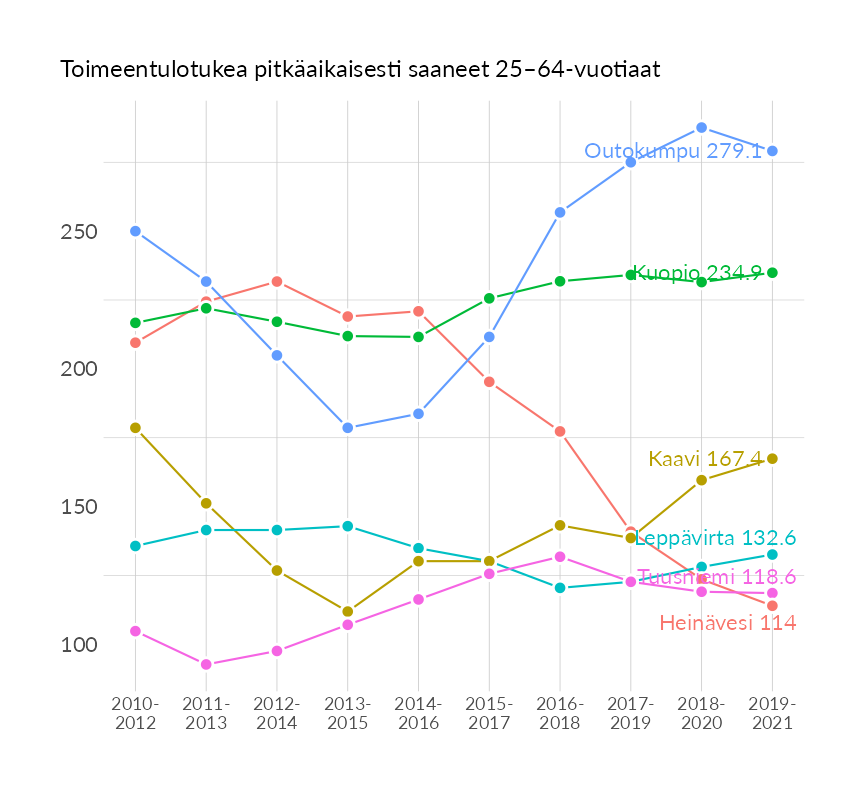 Toimeentulotukea pitkäaikaisesti saaneet 25–64-vuotiaat
Outokumpu 279.1
250
Kuopio 234.9
200
Kaavi 167.4
150
Leppävirta 132.6
Tuusniemi 118.6
Heinävesi 114
100
2010- 2011- 2012- 2013- 2014- 2015- 2016- 2017- 2018- 2019-
2012 2013 2014 2015 2016 2017 2018 2019 2020 2021